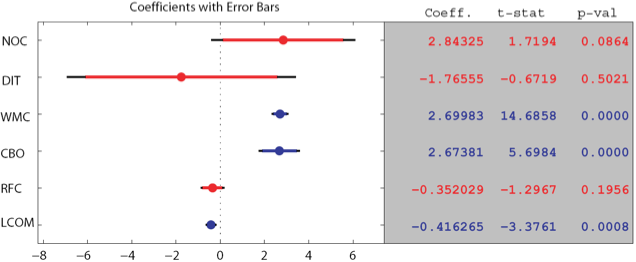 Coefficients with Error Bars
Coeff. t-stat p-val
NOC 2.84325 1.7194 0.0864
DIT -1.76555 -0.6719 0.5021
WMC 2.69983 14.6858 0.0000
CBO 2.67381 5.6984 0.0000
RFC -0.352029 -1.2967 0.1956
LCOM -0.416265 -3.3761 0.0008
−8 −6 −4 −2 0 2 4 6